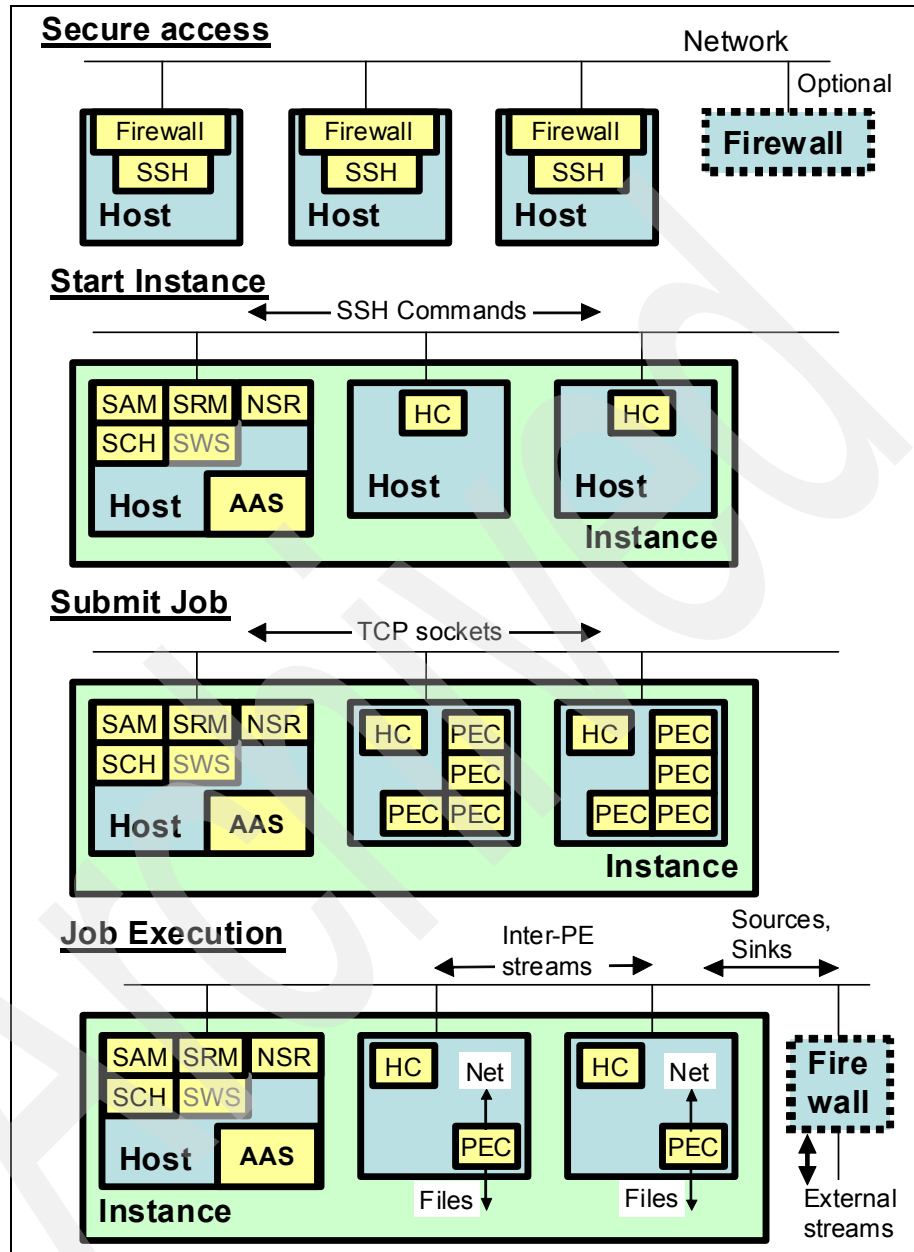 Secure access
Network
Optional
Firewall Firewall Firewall Firewall
SSH SSH SSH
Host Host Host
Start Instance
SSH Commands
SAM SRM NSR HC HC
SCH SWS
Host AAS Host Host
Instance
Submit Job
TCP sockets
SAM SRM NSR HC PEC HC PEC
SCH SWS PEC PEC
Host AAS PEC PEC PEC PEC
Instance
Job Execution
Inter-PE
streams
Sources,
Sinks
SAM SRM NSR HC Net HC Net
Fire
wall
SCH SWS
Host AAS PEC PEC
Instance
Files Files
External
streams
Archived